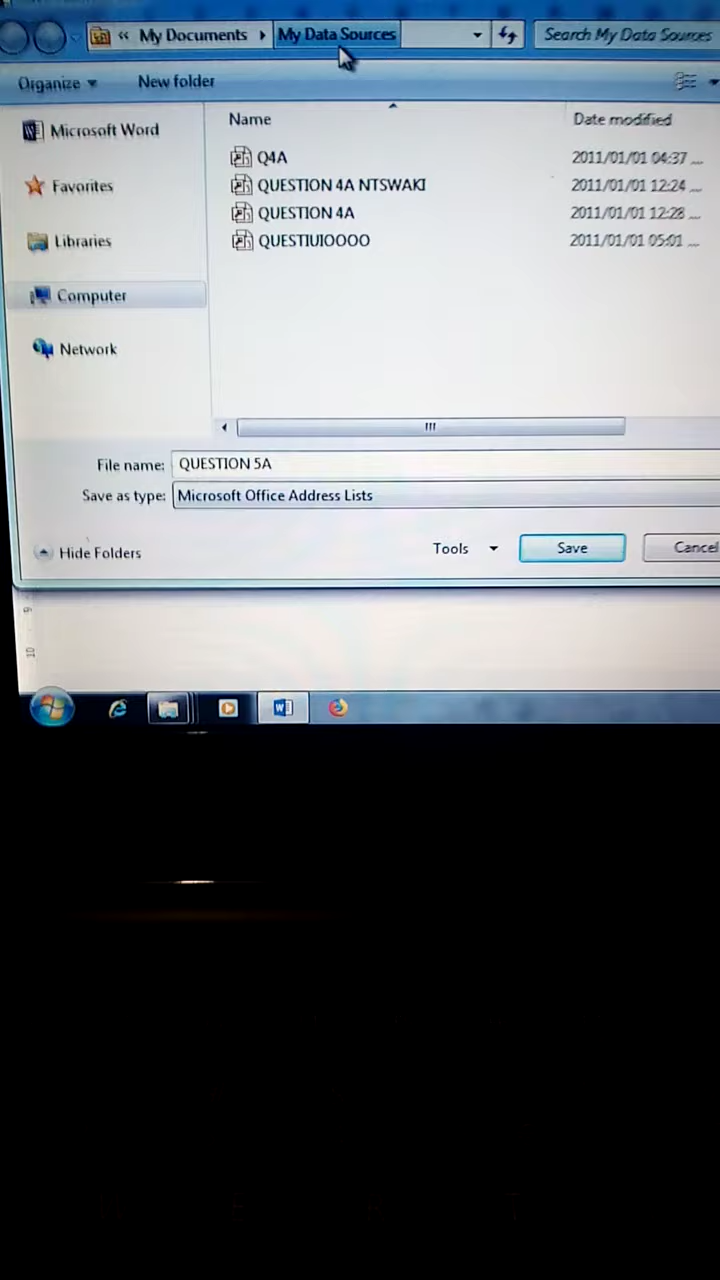 « My Documents My Data Sources Search My Data Sources
Organize New folder
Name Date modified
Microsoft Word
Favorites
Libraries
Computer
Network
Q4A 2011/01/01 04:37 ...
QUESTION 4A NTSWAKI 2011/01/01 12:24 ...
QUESTION 4A 2011/01/01 12:28 ...
QUESTIUIOOOO 2011/01/01 05:01 ...
File name: QUESTION 5A
Save as type: Microsoft Office Address Lists
Hide Folders Tools Save Cancel
9
10